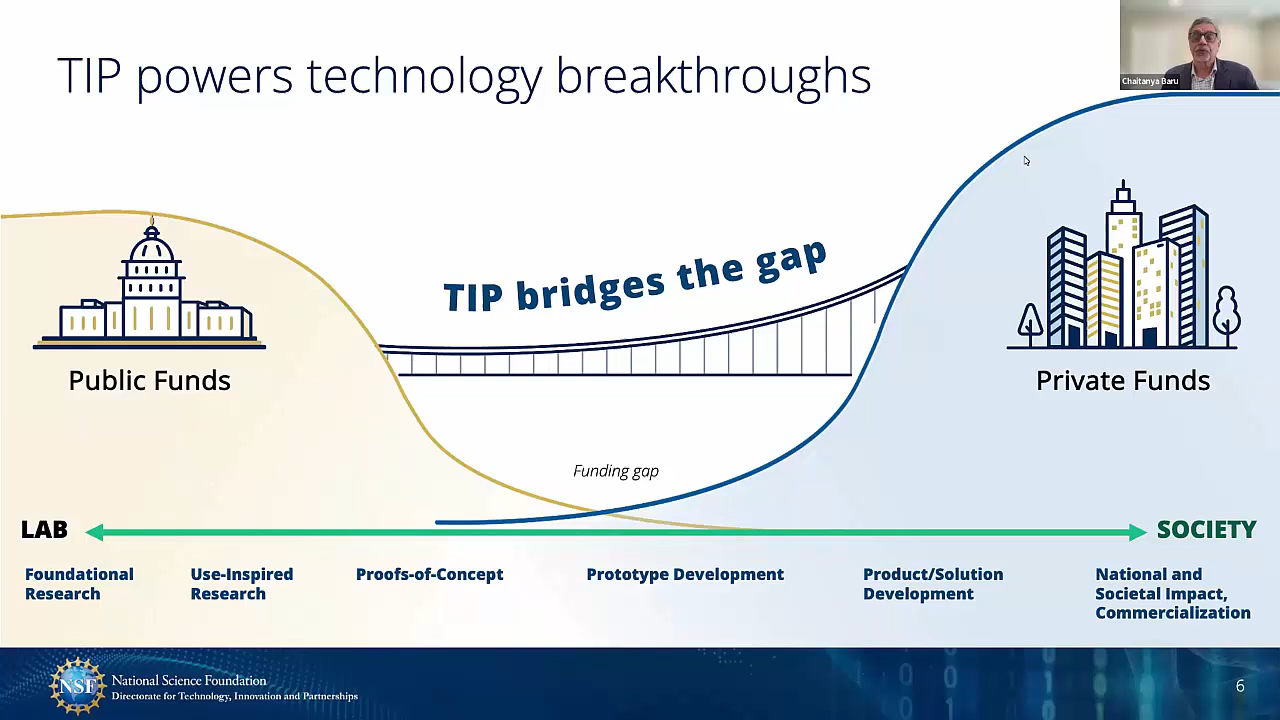 TIP powers technology breakthroughs
Chaitanya Baru
TIP bridges the gap
Public Funds
Private Funds
Funding gap
LAB
SOCIETY
Foundational
Research
Use-Inspired
Research
Proofs-of-Concept
Prototype Development
Product/Solution
Development
National and
Societal Impact,
Commercialization
NSF
National Science Foundation
Directorate for Technology, Innovation and Partnerships
6